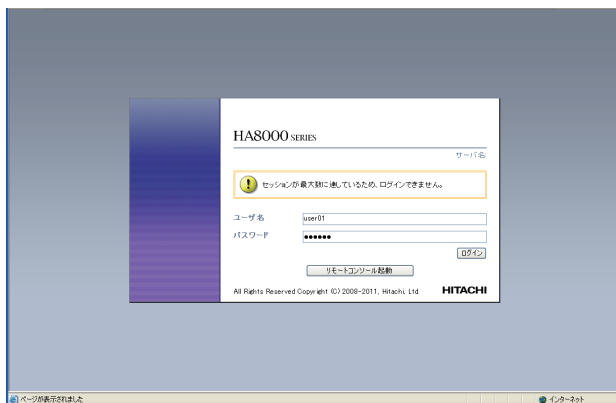 HA8000 SERIES
サーバ名:
セッションが最大数に達しているため、ログインできません。
ユーザ名
user01
パスワード
●●●●●●
ログイン
リモートコンソール起動
All Rights Reserved Copyright (C) 2008-2011, Hitachi, Ltd.
HITACHI
ページが表示されました
インターネット